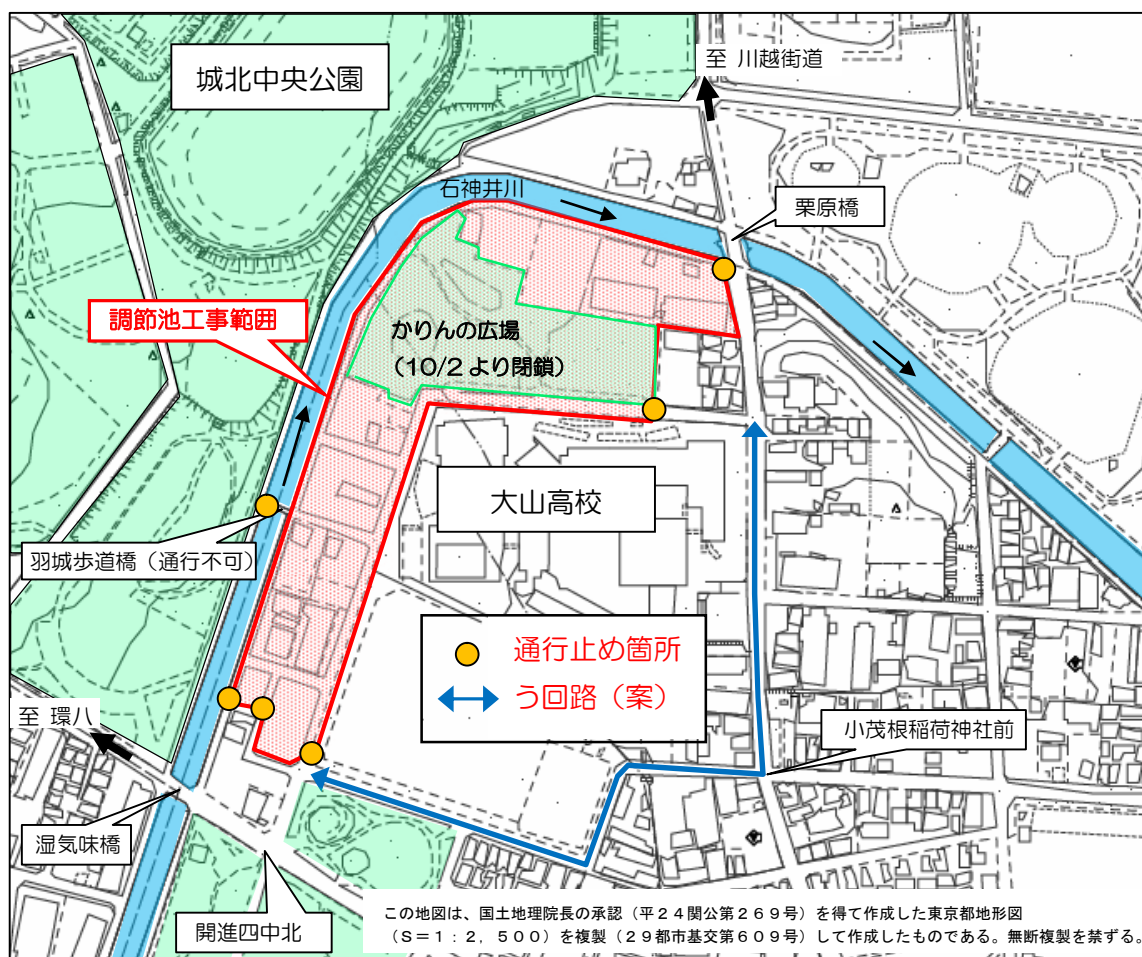 至 川越街道
城北中央公園
石神井川
栗原橋
調節池工事範囲
かりんの広場
（10/2 より閉鎖）
大山高校
羽城歩道橋（通行不可）
通行止め箇所
う回路（案）
至 環八
小茂根稲荷神社前
湿気味橋
開進四中北
この地図は、国土地理院長の承認（平２４関公第２６９号）を得て作成した東京都地形図
（Ｓ＝１：２，５００）を複製（２９都市基交第６０９号）して作成したものである。無断複製を禁ずる。